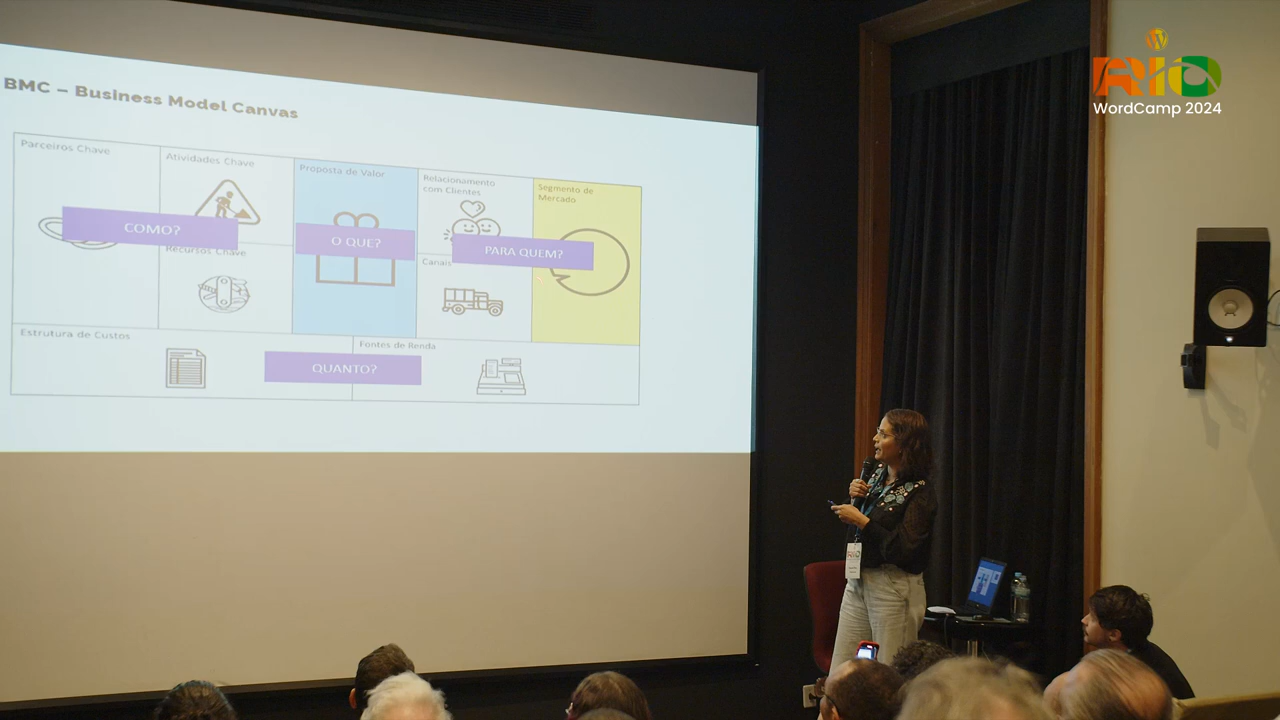 BMC – Business Model Canvas
Parceiros Chave
Atividades Chave
Proposta de Valor
Relacionamento
com Clientes
Segmento de
Mercado
COMO?
O QUE?
PARA QUEM?
Recursos Chave
Canais
Estrutura de Custos
Fontes de Renda
QUANTO?
RIO
WordCamp 2024
RIO